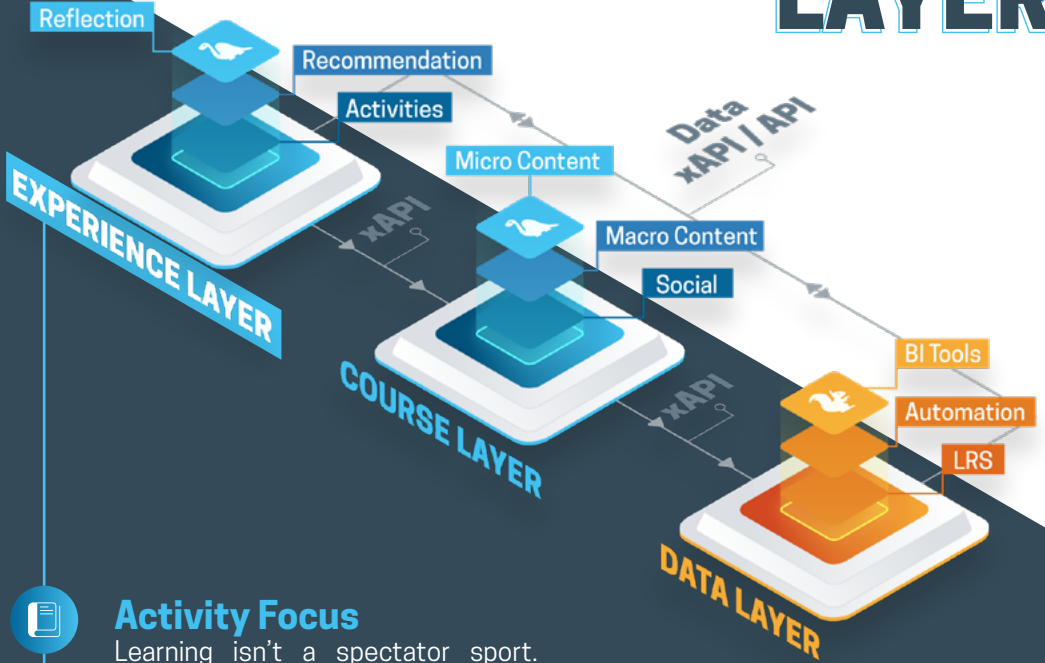 LAYER
Reflection
Recommendation
Activities
Data
xAPI / API
Micro Content
EXPERIENCE LAYER
xAPI
Macro Content
Social
COURSE LAYER
xAPI
BI Tools
Automation
LRS
DATA LAYER
Activity Focus
Learning isn’t a spectator sport.